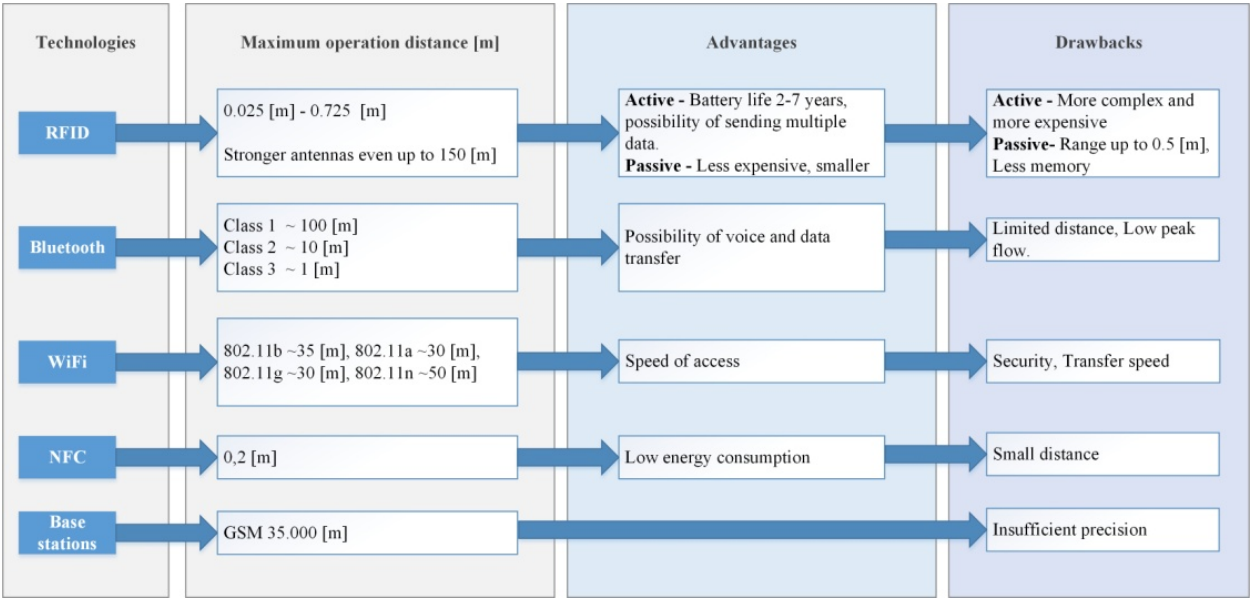 Technologies
Maximum operation distance [m]
Advantages
Drawbacks
RFID
0.025 [m] - 0.725 [m]
Stronger antennas even up to 150 [m]
Active - Battery life 2-7 years,
possibility of sending multiple
data.
Passive - Less expensive, smaller
Active - More complex and
more expensive
Passive- Range up to 0.5 [m],
Less memory
Bluetooth
Class 1 ~ 100 [m]
Class 2 ~ 10 [m]
Class 3 ~ 1 [m]
Possibility of voice and data
transfer
Limited distance, Low peak
flow.
WiFi
802.11b ~35 [m], 802.11a ~30 [m],
802.11g ~30 [m], 802.11n ~50 [m]
Speed of access
Security, Transfer speed
NFC
0,2 [m]
Low energy consumption
Small distance
Base
stations
GSM 35.000 [m]
Insufficient precision